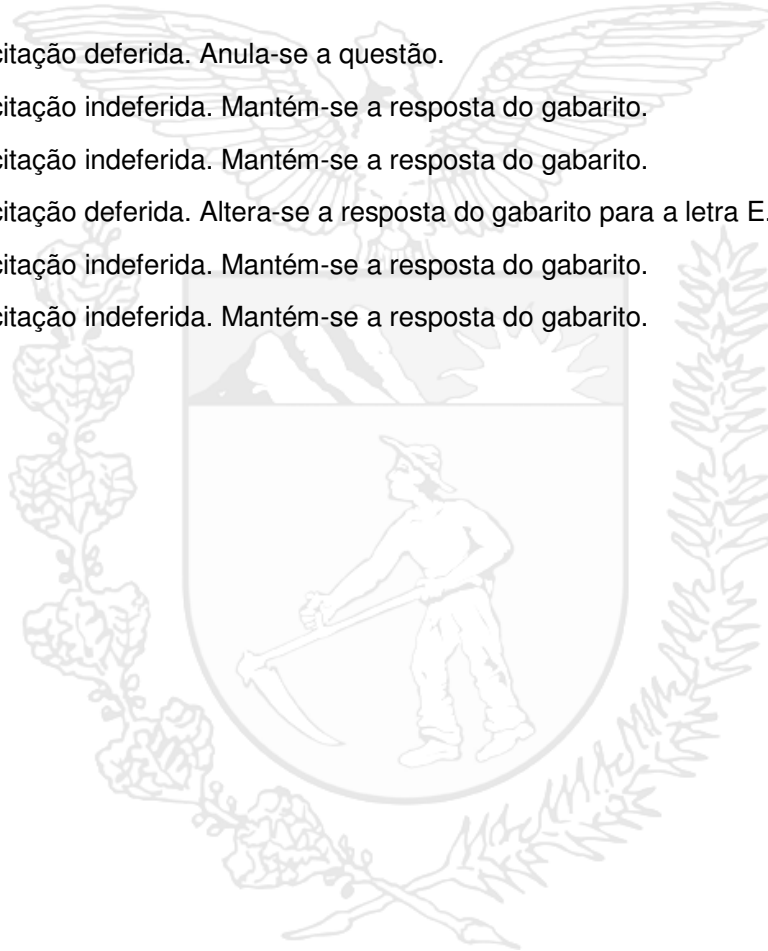 citação deferida. Anula-se a questão.
citação indeferida. Mantém-se a resposta do gabarito.
citação indeferida. Mantém-se a resposta do gabarito.
citação deferida. Altera-se a resposta do gabarito para a letra E.
citação indeferida. Mantém-se a resposta do gabarito.
citação indeferida. Mantém-se a resposta do gabarito.